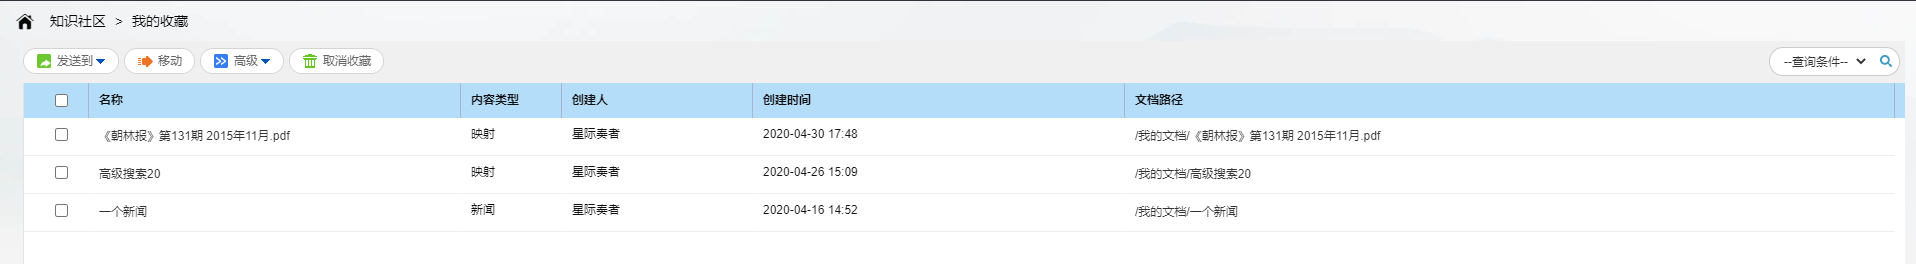 知识社区 > 我的收藏
发送到 移动 高级 取消收藏 --查询条件--
名称 内容类型 创建人 创建时间 文档路径
《朝林报》第131期 2015年11月.pdf 映射 星际奏者 2020-04-30 17:48 /我的文档/《朝林报》第131期 2015年11月.pdf
高级搜索20 映射 星际奏者 2020-04-26 15:09 /我的文档/高级搜索20
一个新闻 新闻 星际奏者 2020-04-16 14:52 /我的文档/一个新闻